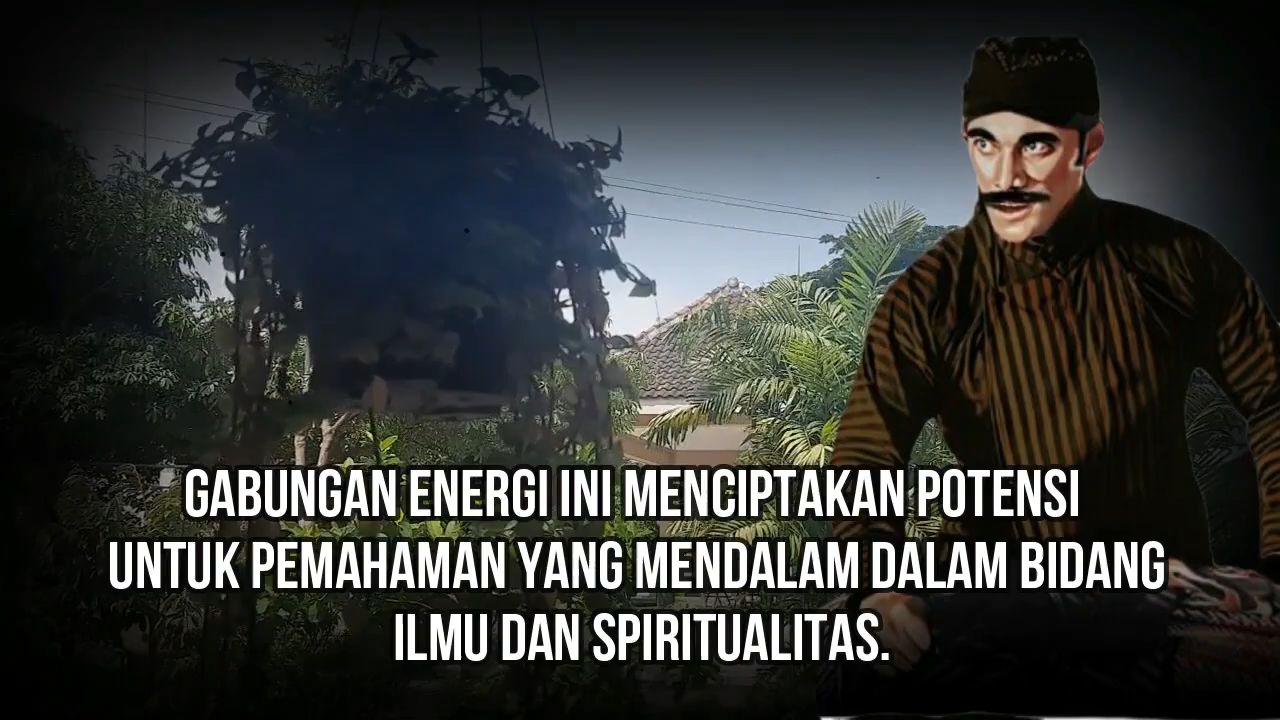 GABUNGAN ENERGI INI MENCIPTAKAN POTENSI
UNTUK PEMAHAMAN YANG MENDALAM DALAM BIDANG
ILMU DAN SPIRITUALITAS.